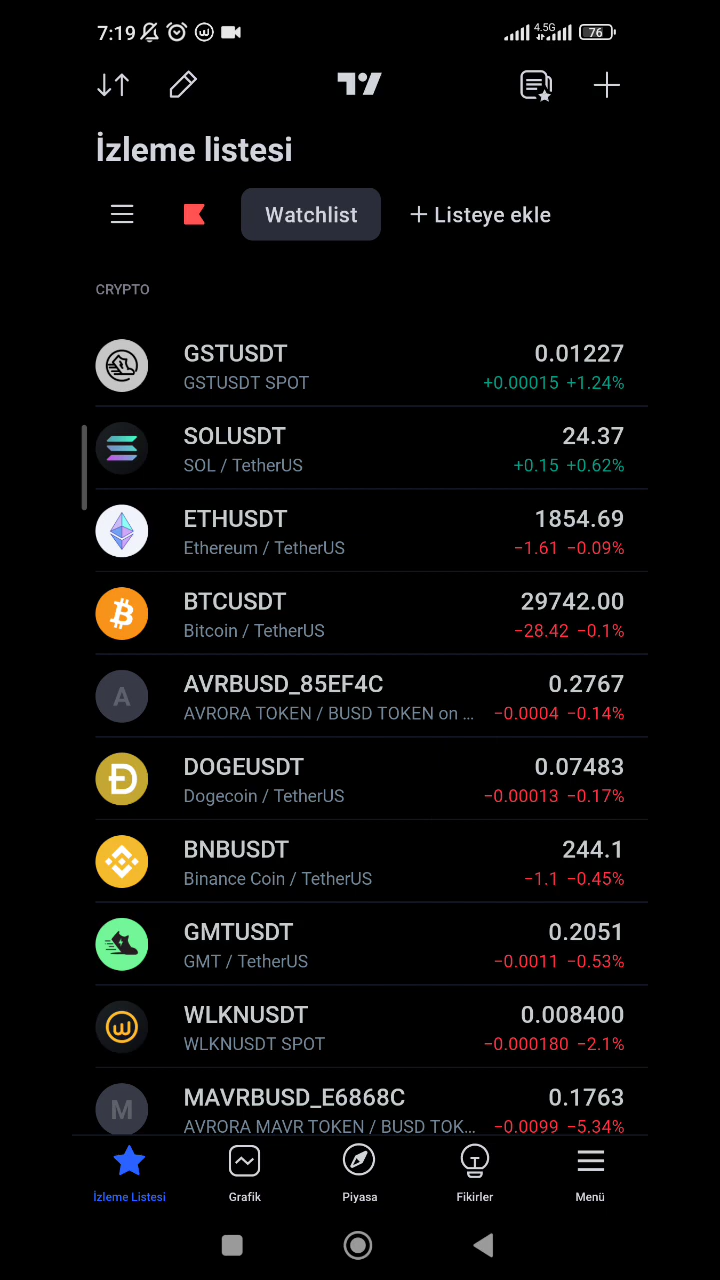 7:19 4.5G 76
İzleme listesi
Watchlist + Listeye ekle
CRYPTO
GSTUSDT 0.01227
GSTUSDT SPOT +0.00015 +1.24%
SOLUSDT 24.37
SOL / TetherUS +0.15 +0.62%
ETHUSDT 1854.69
Ethereum / TetherUS −1.61 −0.09%
BTCUSDT 29742.00
Bitcoin / TetherUS −28.42 −0.1%
A AVRBUSD_85EF4C 0.2767
AVRORA TOKEN / BUSD TOKEN on ... −0.0004 −0.14%
DOGEUSDT 0.07483
Dogecoin / TetherUS −0.00013 −0.17%
BNBUSDT 244.1
Binance Coin / TetherUS −1.1 −0.45%
GMTUSDT 0.2051
GMT / TetherUS −0.0011 −0.53%
WLKNUSDT 0.008400
WLKNUSDT SPOT −0.000180 −2.1%
M MAVRBUSD_E6868C 0.1763
AVRORA MAVR TOKEN / BUSD TOK... −0.0099 −5.34%
İzleme Listesi Grafik Piyasa Fikirler Menü